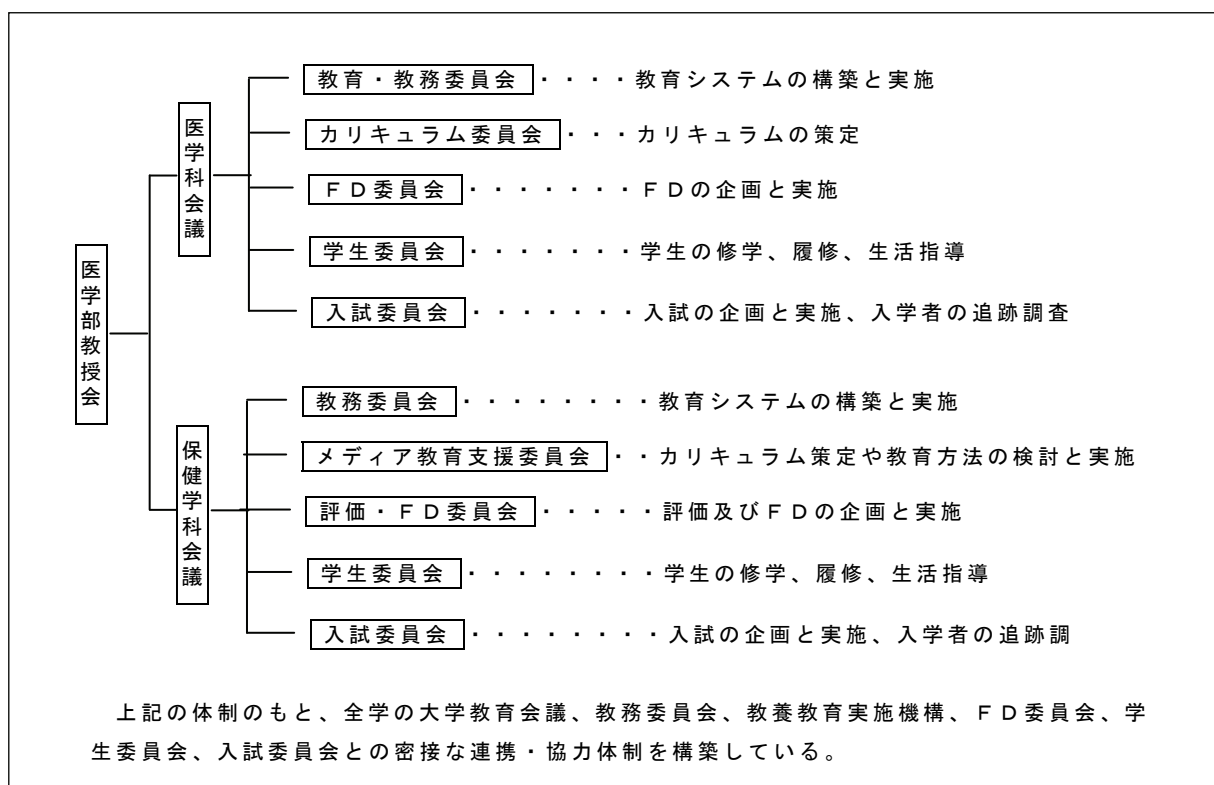 医学部教授会
医学科会議
教育・教務委員会・・・・教育システムの構築と実施
カリキュラム委員会・・・カリキュラムの策定
ＦＤ委員会・・・・・・・ＦＤの企画と実施
学生委員会・・・・・・・学生の修学、履修、生活指導
入試委員会・・・・・・・入試の企画と実施、入学者の追跡調査
保健学科会議
教務委員会・・・・・・・・教育システムの構築と実施
メディア教育支援委員会・・カリキュラム策定や教育方法の検討と実施
評価・ＦＤ委員会・・・・・評価及びＦＤの企画と実施
学生委員会・・・・・・・・学生の修学、履修、生活指導
入試委員会・・・・・・・・入試の企画と実施、入学者の追跡調
上記の体制のもと、全学の大学教育会議、教務委員会、教養教育実施機構、ＦＤ委員会、学
生委員会、入試委員会との密接な連携・協力体制を構築している。